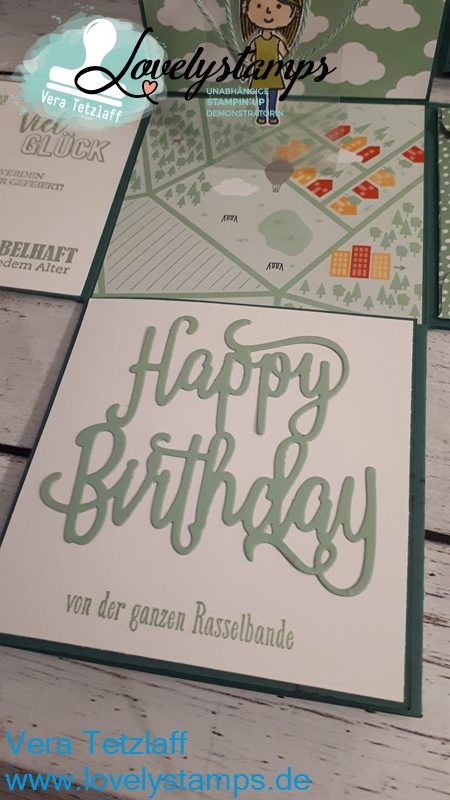 Lovelystamps
Vera Tetzlaff
UNABHÄNGIGE
STAMPIN' UP
DEMONSTRATORIN
Viel
GLÜCK
WERDEN
R GEFEIERT!
BELHAFT
edem Alter
Happy
Birthday
von der ganzen Rasselbande
Vera Tetzlaff
www.lovelystamps.de